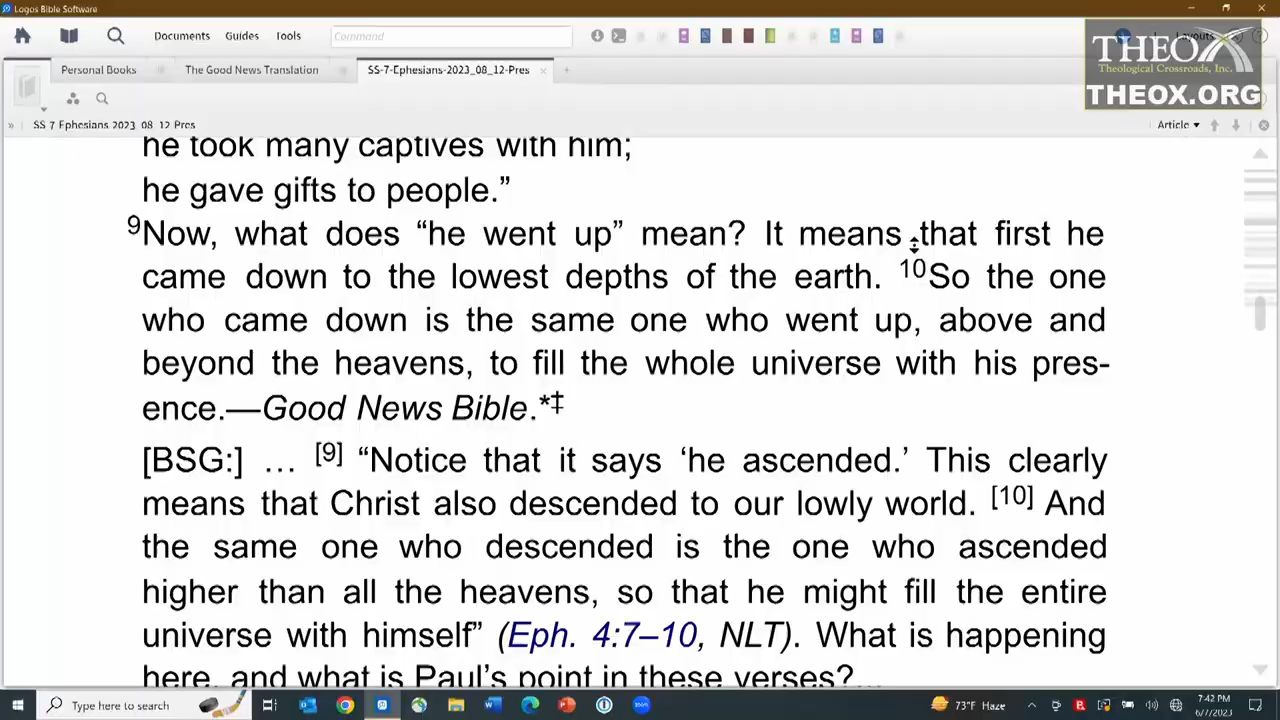 Logos Bible Software
Documents Guides Tools Command Layouts
THEOX
Theological Crossroads, Inc.
THEOX.ORG
Personal Books The Good News Translation SS-7-Ephesians-2023_08_12-Pres
» SS-7-Ephesians-2023_08_12-Pres Article
he took many captives with him;
he gave gifts to people.”
9Now, what does “he went up” mean? It means that first he
came down to the lowest depths of the earth. 10So the one
who came down is the same one who went up, above and
beyond the heavens, to fill the whole universe with his pres-
ence.—Good News Bible.*‡
[BSG:] … [9] “Notice that it says ‘he ascended.’ This clearly
means that Christ also descended to our lowly world. [10] And
the same one who descended is the one who ascended
higher than all the heavens, so that he might fill the entire
universe with himself” (Eph. 4:7–10, NLT). What is happening
here, and what is Paul’s point in these verses?
Type here to search 73°F Haze 7:42 PM
6/7/2023